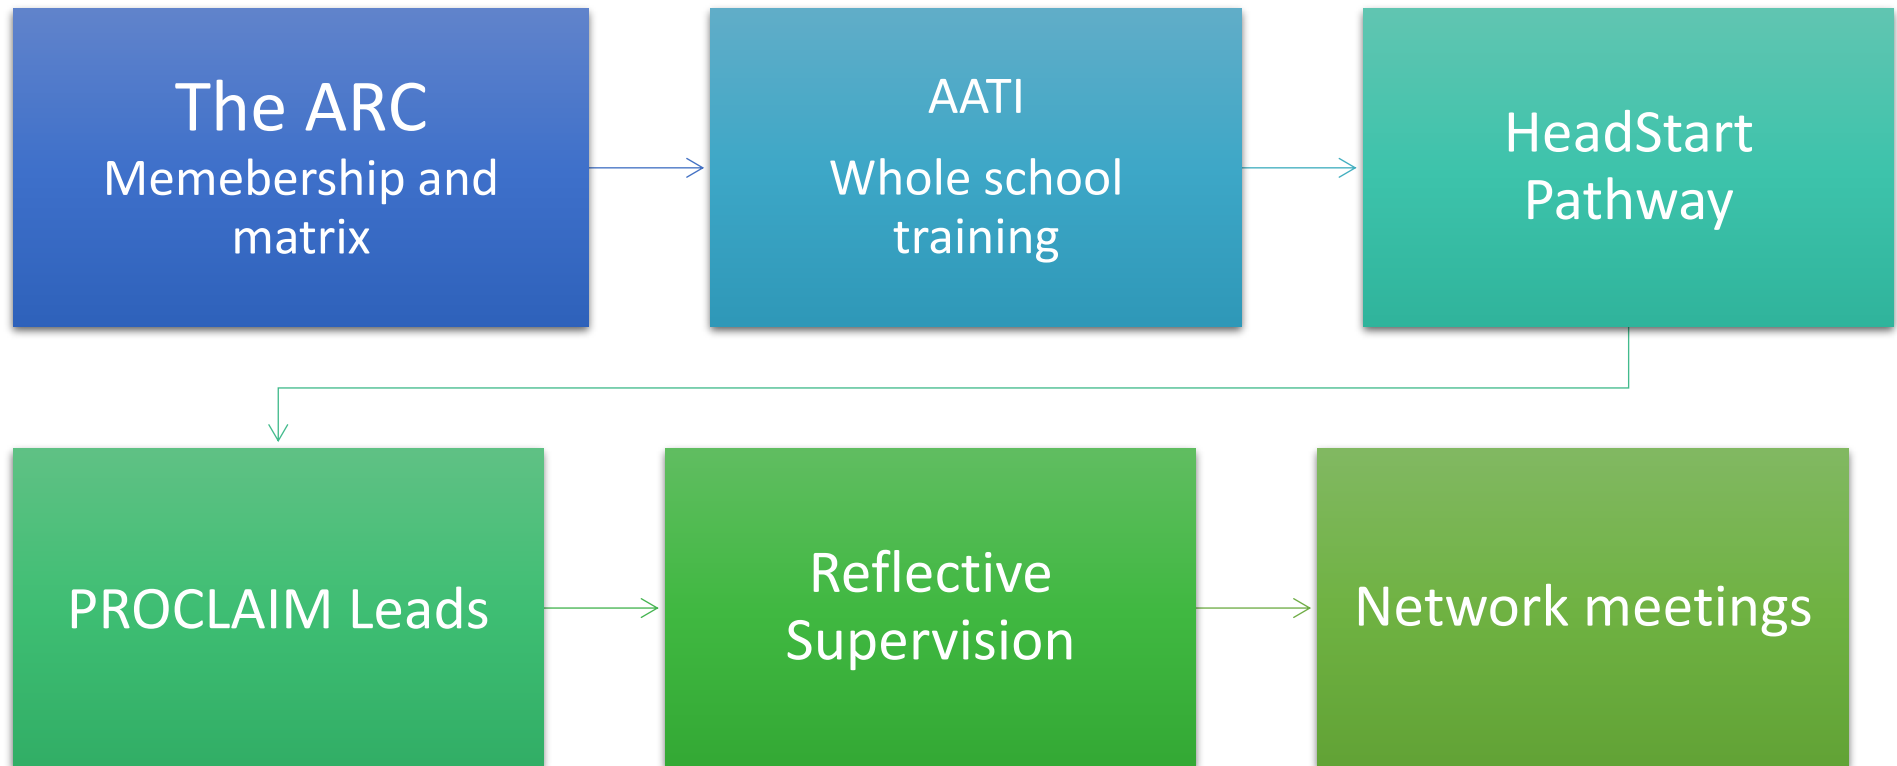 The ARC
Memebership and
matrix
AATI
Whole school
training
HeadStart
Pathway
PROCLAIM Leads
Reflective
Supervision
Network meetings